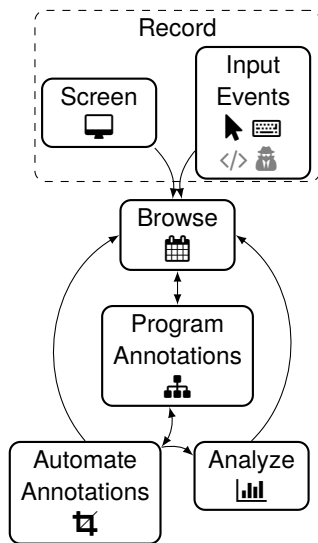 Record
Screen
Input
Events
</>
Browse
Program
Annotations
Automate
Annotations
Analyze